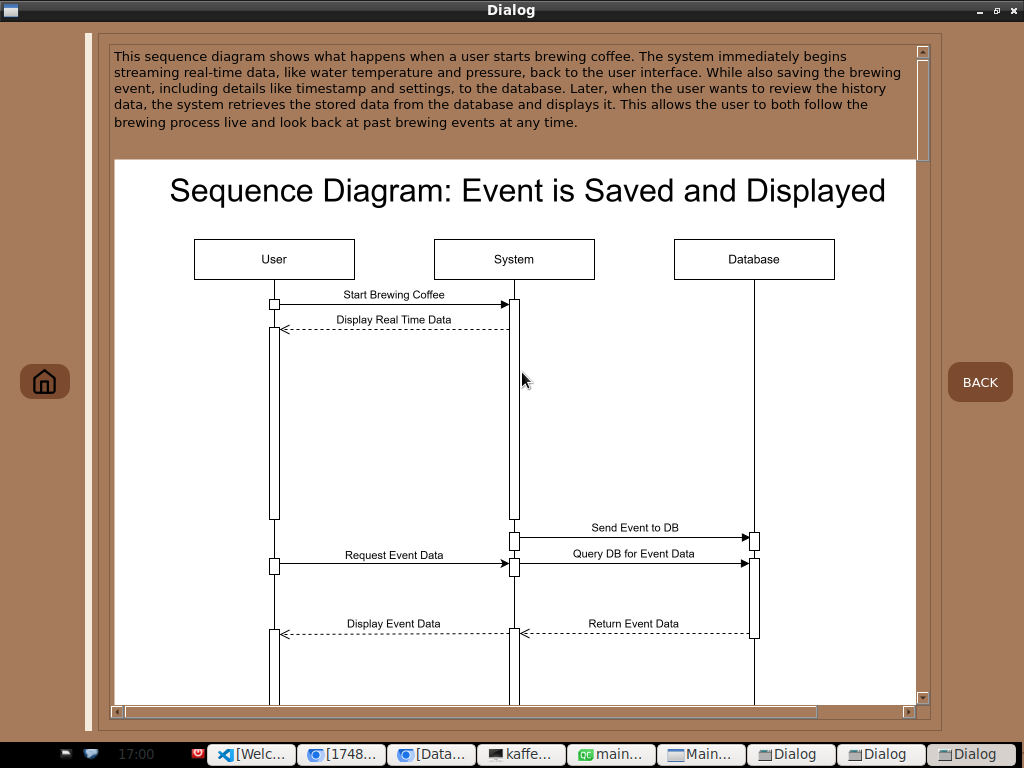 Dialog
This sequence diagram shows what happens when a user starts brewing coffee. The system immediately begins
streaming real-time data, like water temperature and pressure, back to the user interface. While also saving the brewing
event, including details like timestamp and settings, to the database. Later, when the user wants to review the history
data, the system retrieves the stored data from the database and displays it. This allows the user to both follow the
brewing process live and look back at past brewing events at any time.
Sequence Diagram: Event is Saved and Displayed
User
System
Database
Start Brewing Coffee
Display Real Time Data
BACK
Send Event to DB
Request Event Data
Query DB for Event Data
Display Event Data
Return Event Data
17:00
[Welc...
[1748...
[Data...
kaffe...
main...
Main...
Dialog
Dialog
Dialog